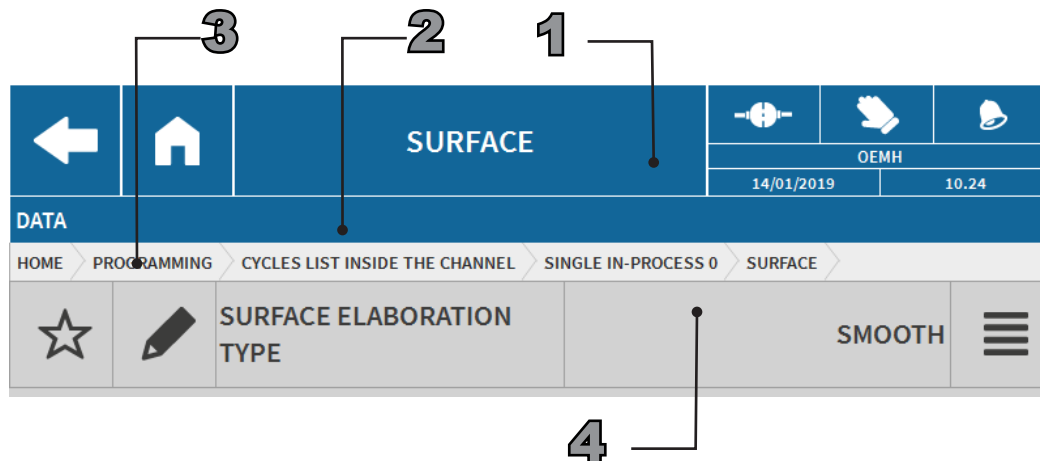 3 2 1
SURFACE
OEMH
14/01/2019 10.24
DATA
HOME PROGRAMMING CYCLES LIST INSIDE THE CHANNEL SINGLE IN-PROCESS 0 SURFACE
SURFACE ELABORATION
TYPE
SMOOTH
4